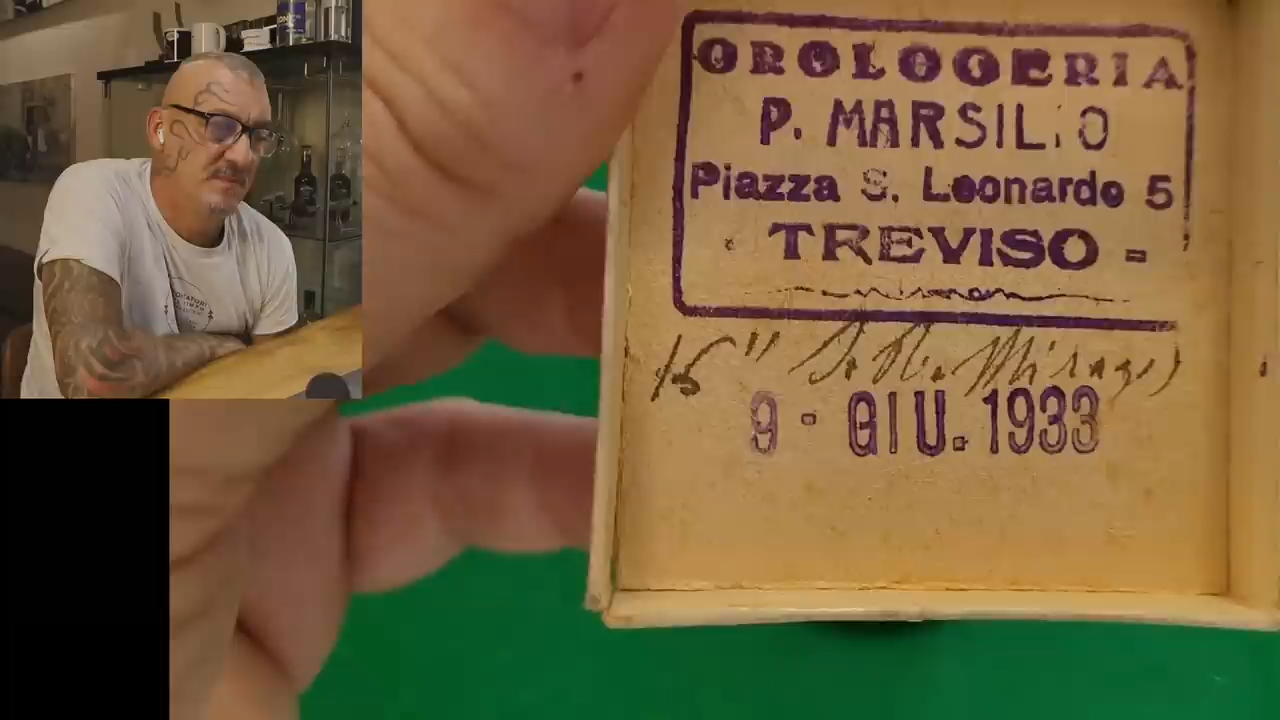 OROLOGERIA
P. MARSILIO
Piazza S. Leonardo 5
TREVISO -
9 - GIU. 1933